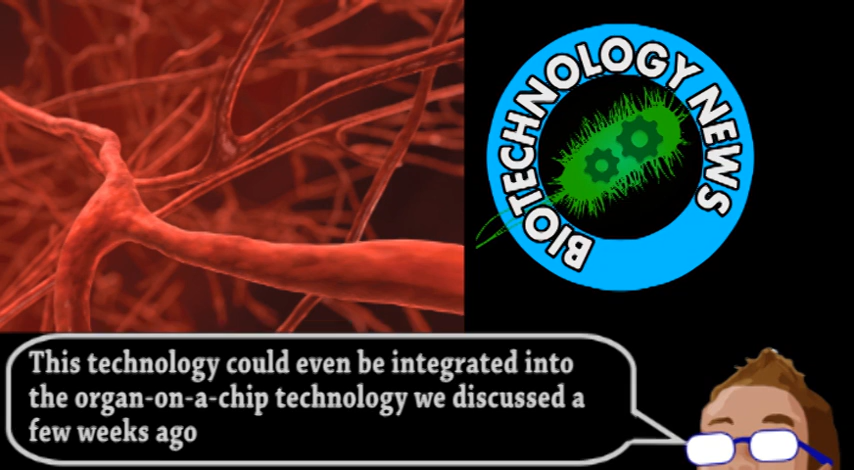 BIOTECHNOLOGY NEWS
This technology could even be integrated into
the organ-on-a-chip technology we discussed a
few weeks ago